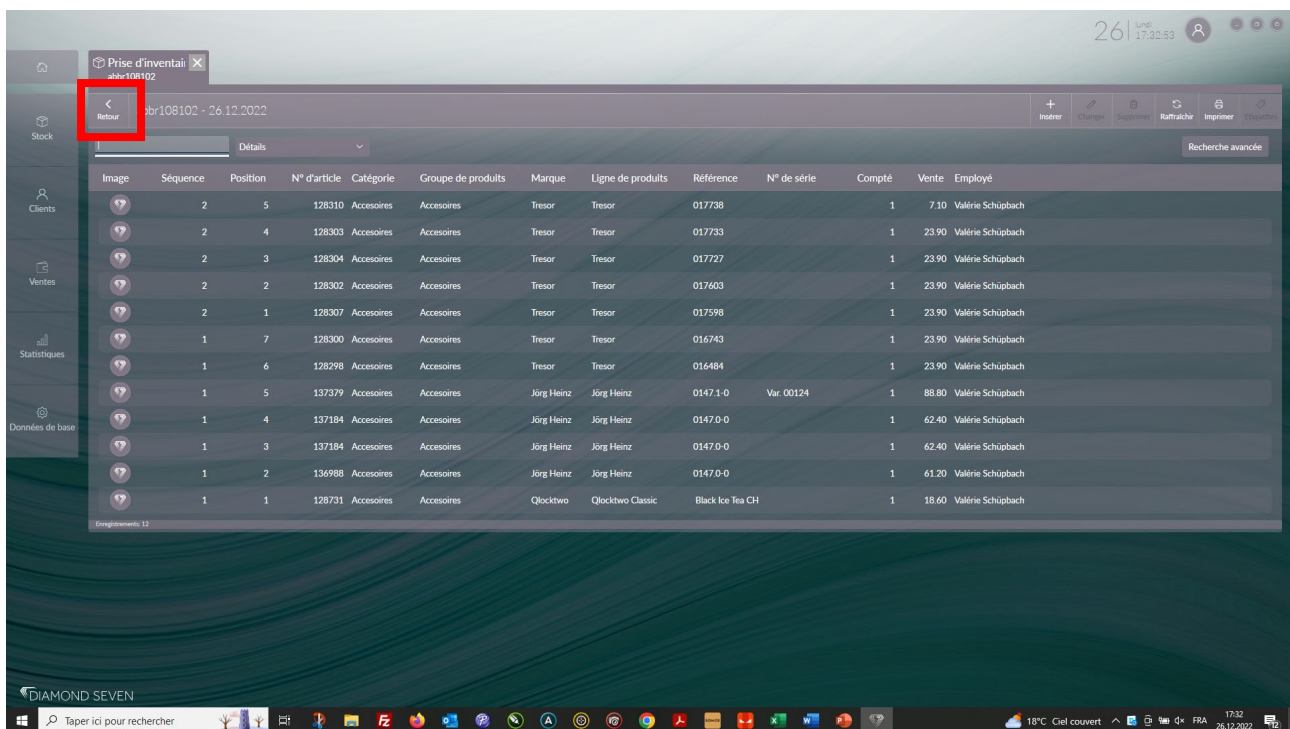 26 lundi 17:32:53
Prise d'inventair
abbr108102
Retour
bbr108102 - 26.12.2022
Insérer Changer Supprimer Raffraîchir Imprimer Etiquettes
Détails
Recherche avancée
Stock
Clients
Ventes
Statistiques
Données de base
Image Séquence Position N° d'article Catégorie Groupe de produits Marque Ligne de produits Référence N° de série Compté Vente Employé
2 5 128310 Accesoires Accesoires Tresor Tresor 017738 1 7.10 Valérie Schüpbach
2 4 128303 Accesoires Accesoires Tresor Tresor 017733 1 23.90 Valérie Schüpbach
2 3 128304 Accesoires Accesoires Tresor Tresor 017727 1 23.90 Valérie Schüpbach
2 2 128302 Accesoires Accesoires Tresor Tresor 017603 1 23.90 Valérie Schüpbach
2 1 128307 Accesoires Accesoires Tresor Tresor 017598 1 23.90 Valérie Schüpbach
1 7 128300 Accesoires Accesoires Tresor Tresor 016743 1 23.90 Valérie Schüpbach
1 6 128298 Accesoires Accesoires Tresor Tresor 016484 1 23.90 Valérie Schüpbach
1 5 137379 Accesoires Accesoires Jörg Heinz Jörg Heinz 0147.1-0 Var. 00124 1 88.80 Valérie Schüpbach
1 4 137184 Accesoires Accesoires Jörg Heinz Jörg Heinz 0147.0-0 1 62.40 Valérie Schüpbach
1 3 137184 Accesoires Accesoires Jörg Heinz Jörg Heinz 0147.0-0 1 62.40 Valérie Schüpbach
1 2 136988 Accesoires Accesoires Jörg Heinz Jörg Heinz 0147.0-0 1 61.20 Valérie Schüpbach
1 1 128731 Accesoires Accesoires Qlocktwo Qlocktwo Classic Black Ice Tea CH 1 18.60 Valérie Schüpbach
Enregistrements: 12
DIAMOND SEVEN
Taper ici pour rechercher
18°C Ciel couvert FRA 17:32
26.12.2022